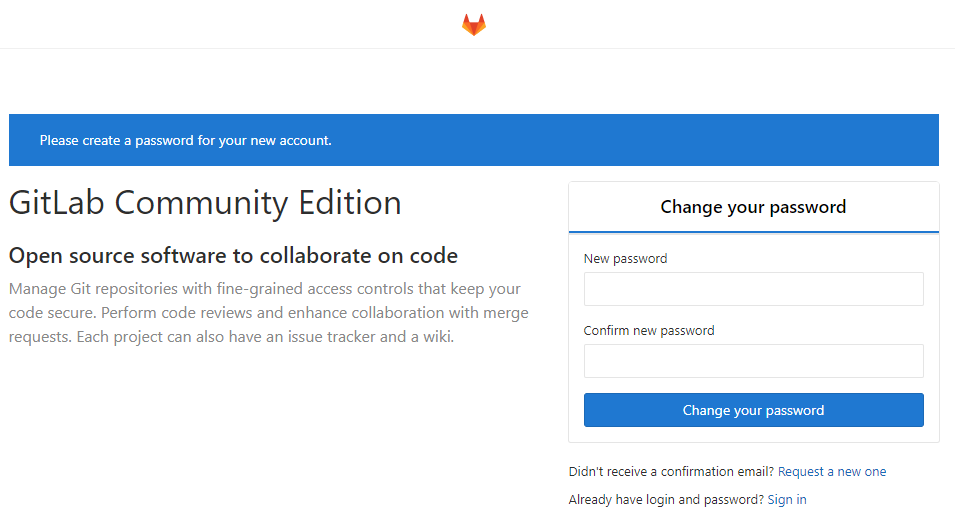 Please create a password for your new account.
GitLab Community Edition
Open source software to collaborate on code
Manage Git repositories with fine-grained access controls that keep your
code secure. Perform code reviews and enhance collaboration with merge
requests. Each project can also have an issue tracker and a wiki.
Change your password
New password
Confirm new password
Change your password
Didn't receive a confirmation email? Request a new one
Already have login and password? Sign in